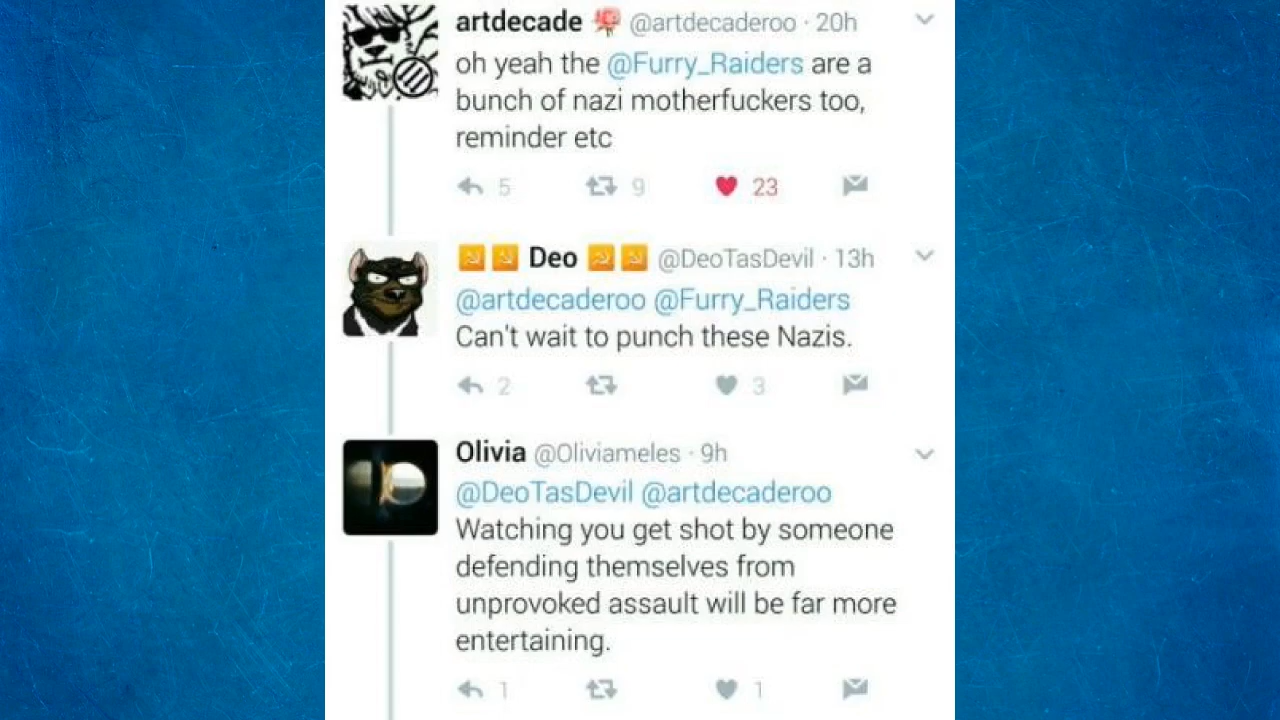 artdecade 🌹 @artdecaderoo · 20h
oh yeah the @Furry_Raiders are a
bunch of nazi motherfuckers too,
reminder etc
5 9 23
Deo @DeoTasDevil · 13h
@artdecaderoo @Furry_Raiders
Can't wait to punch these Nazis.
2 3
Olivia @Oliviameles · 9h
@DeoTasDevil @artdecaderoo
Watching you get shot by someone
defending themselves from
unprovoked assault will be far more
entertaining.
1 1